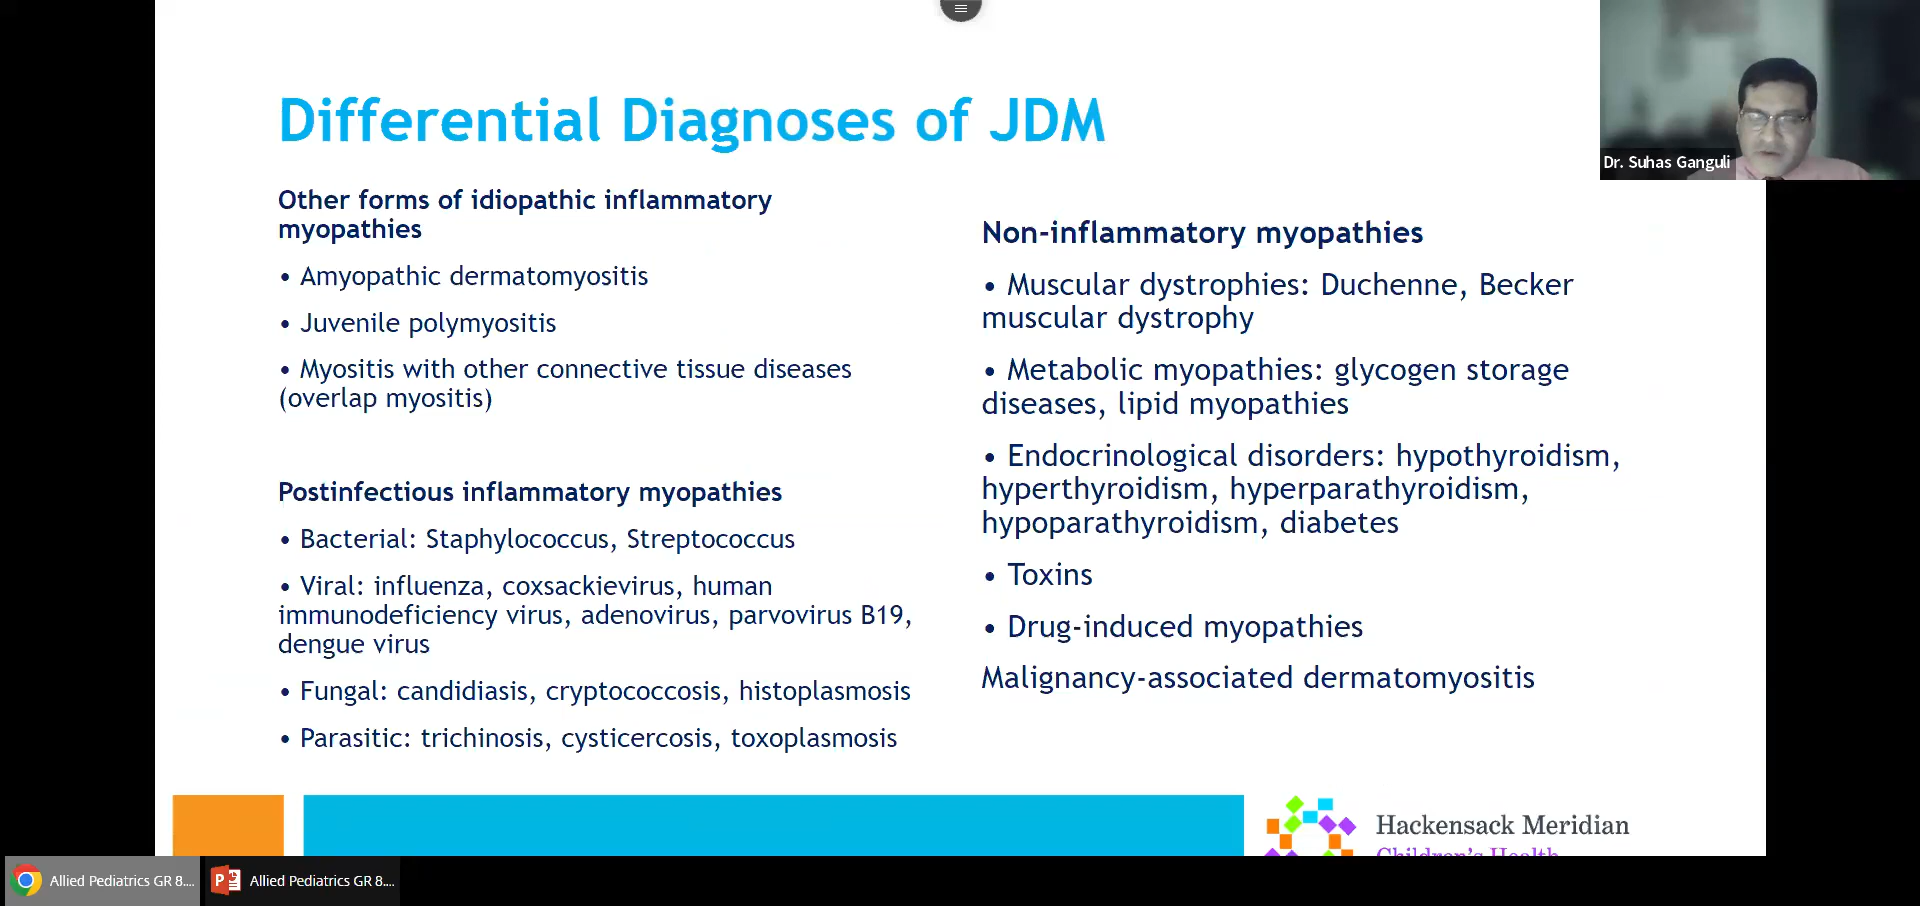 Differential Diagnoses of JDM
Dr. Suhas Ganguli
Other forms of idiopathic inflammatory
myopathies
• Amyopathic dermatomyositis
• Juvenile polymyositis
• Myositis with other connective tissue diseases
(overlap myositis)
Postinfectious inflammatory myopathies
• Bacterial: Staphylococcus, Streptococcus
• Viral: influenza, coxsackievirus, human
immunodeficiency virus, adenovirus, parvovirus B19,
dengue virus
• Fungal: candidiasis, cryptococcosis, histoplasmosis
• Parasitic: trichinosis, cysticercosis, toxoplasmosis
Non-inflammatory myopathies
• Muscular dystrophies: Duchenne, Becker
muscular dystrophy
• Metabolic myopathies: glycogen storage
diseases, lipid myopathies
• Endocrinological disorders: hypothyroidism,
hyperthyroidism, hyperparathyroidism,
hypoparathyroidism, diabetes
• Toxins
• Drug-induced myopathies
Malignancy-associated dermatomyositis
Hackensack Meridian
Children's Health
Allied Pediatrics GR 8....
Allied Pediatrics GR 8....